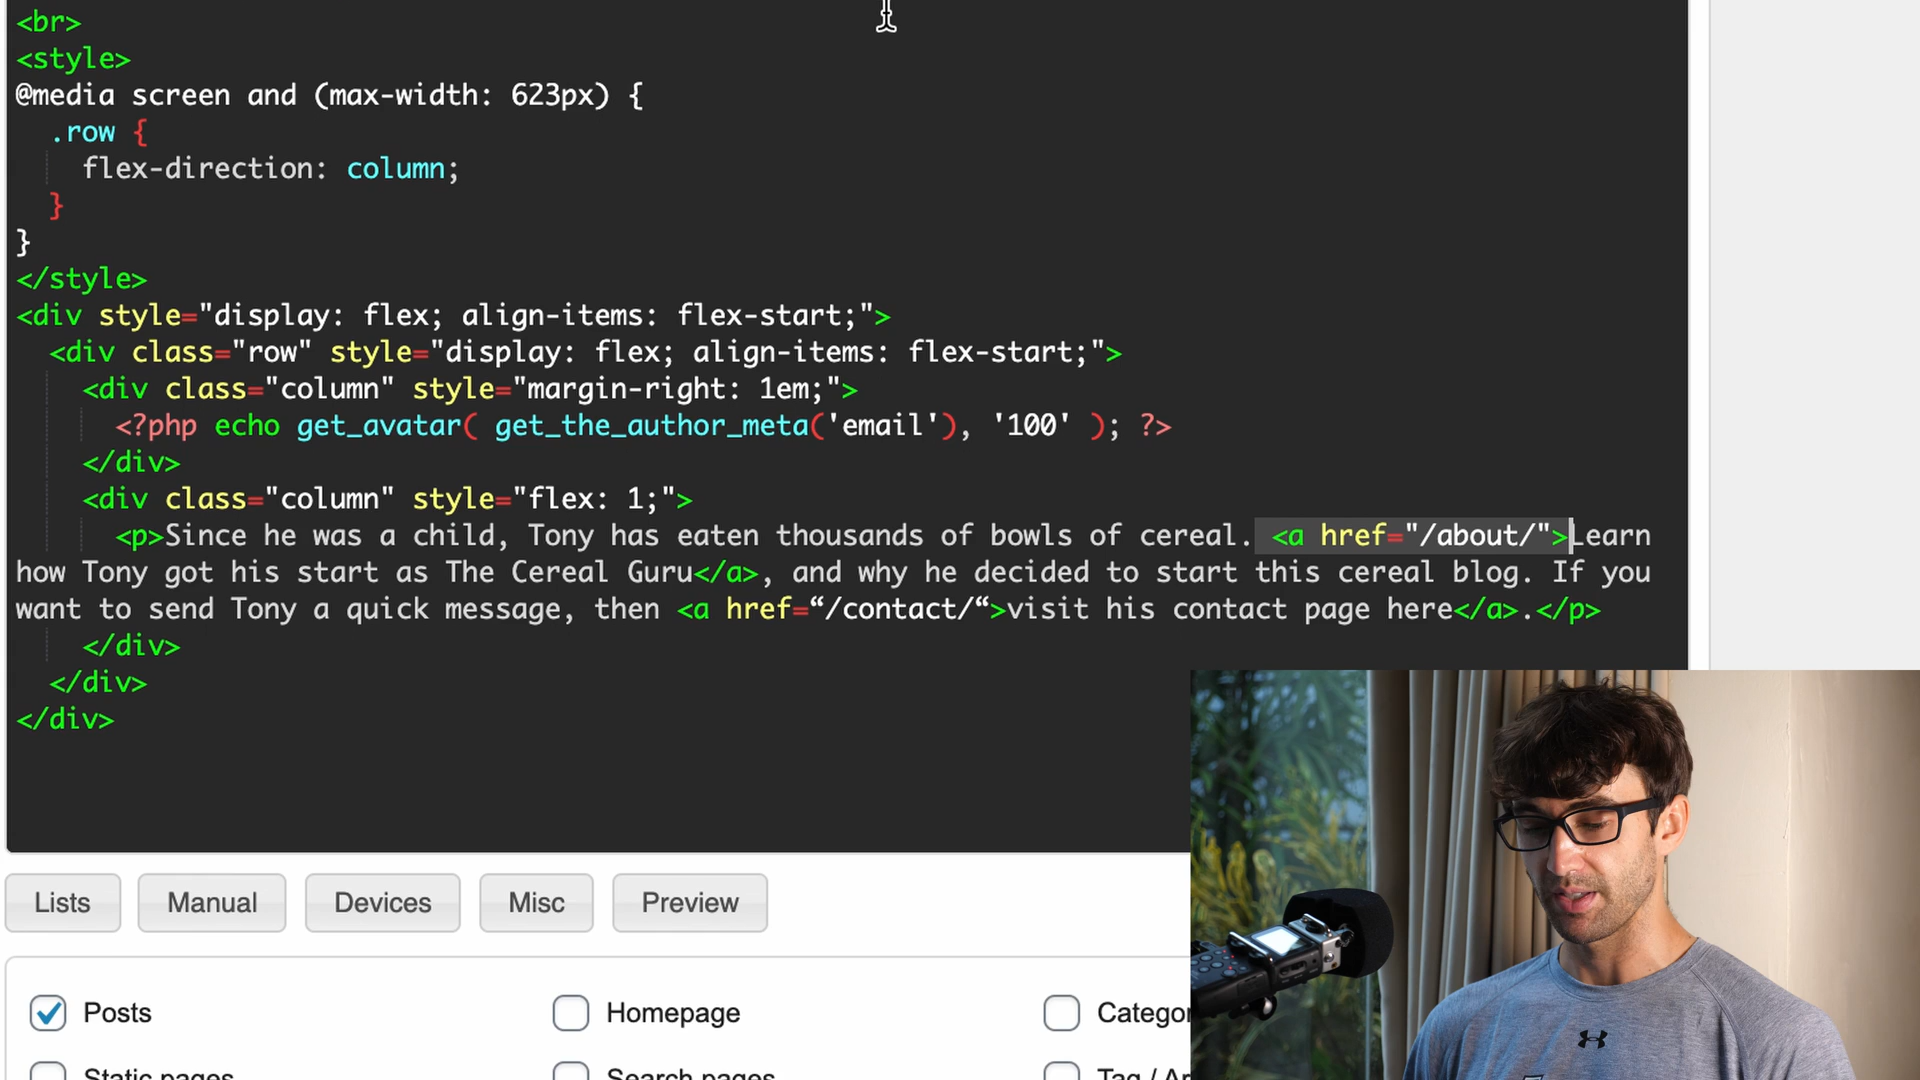 <br>
<style>
@media screen and (max-width: 623px) {
.row {
flex-direction: column;
}
}
</style>
<div style="display: flex; align-items: flex-start;">
<div class="row" style="display: flex; align-items: flex-start;">
<div class="column" style="margin-right: 1em;">
<?php echo get_avatar( get_the_author_meta('email'), '100' ); ?>
</div>
<div class="column" style="flex: 1;">
<p>Since he was a child, Tony has eaten thousands of bowls of cereal. <a href="/about/">Learn
how Tony got his start as The Cereal Guru</a>, and why he decided to start this cereal blog. If you
want to send Tony a quick message, then <a href=“/contact/“>visit his contact page here</a>.</p>
</div>
</div>
</div>
Lists Manual Devices Misc Preview
Posts Homepage Categor
Static pages Search pages Tag / Ar